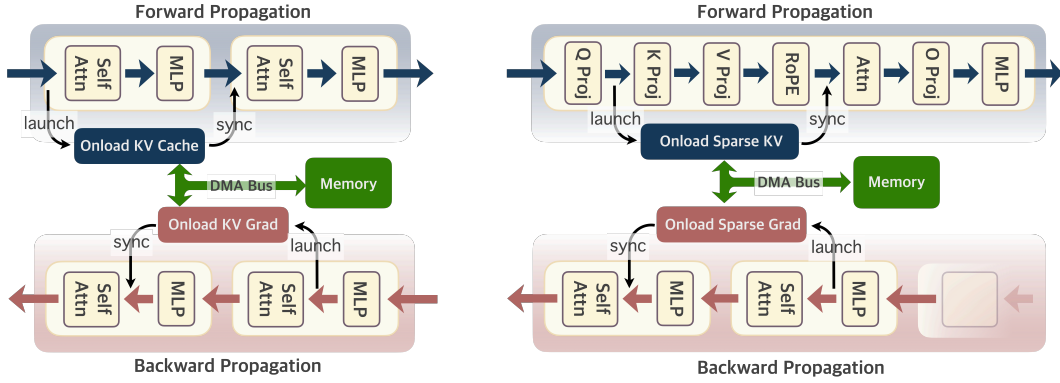 Forward Propagation
Self Attn
MLP
Self Attn
MLP
launch
sync
Onload KV Cache
DMA Bus
Memory
Onload KV Grad
sync
launch
Self Attn
MLP
Self Attn
MLP
Backward Propagation
Forward Propagation
Q Proj
K Proj
V Proj
RoPE
Attn
O Proj
MLP
launch
sync
Onload Sparse KV
DMA Bus
Memory
Onload Sparse Grad
sync
launch
Self Attn
MLP
Self Attn
MLP
Backward Propagation